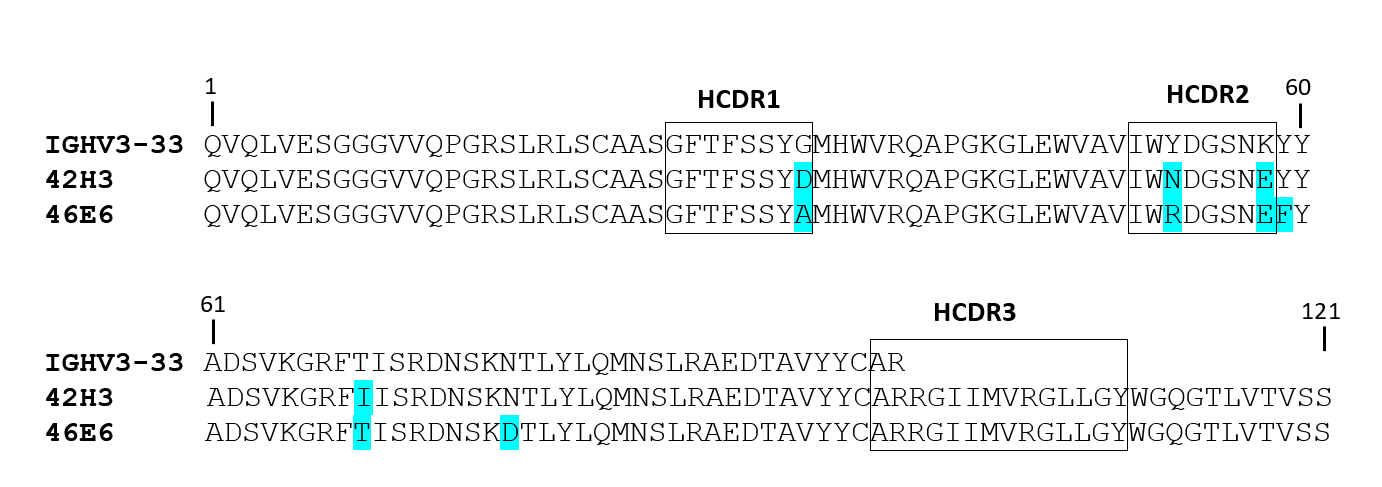 1 HCDR1 HCDR2 60
IGHV3-33 QVQLVESGGGVVQPGRSLRLSCAASGFTFSSYGMHWVRQAPGKGLEWVAVIWYDGSNKYY
42H3 QVQLVESGGGVVQPGRSLRLSCAASGFTFSSYDMHWVRQAPGKGLEWVAVIWNDGSNEYY
46E6 QVQLVESGGGVVQPGRSLRLSCAASGFTFSSYAMHWVRQAPGKGLEWVAVIWRDGSNEFY
61 HCDR3 121
IGHV3-33 ADSVKGRFTISRDNSKNTLYLQMNSLRAEDTAVYYCAR
42H3 ADSVKGRFIISRDNSKNTLYLQMNSLRAEDTAVYYCARRGIIMVRGLLGYWGQGTLVTVSS
46E6 ADSVKGRFTISRDNSKDTLYLQMNSLRAEDTAVYYCARRGIIMVRGLLGYWGQGTLVTVSS